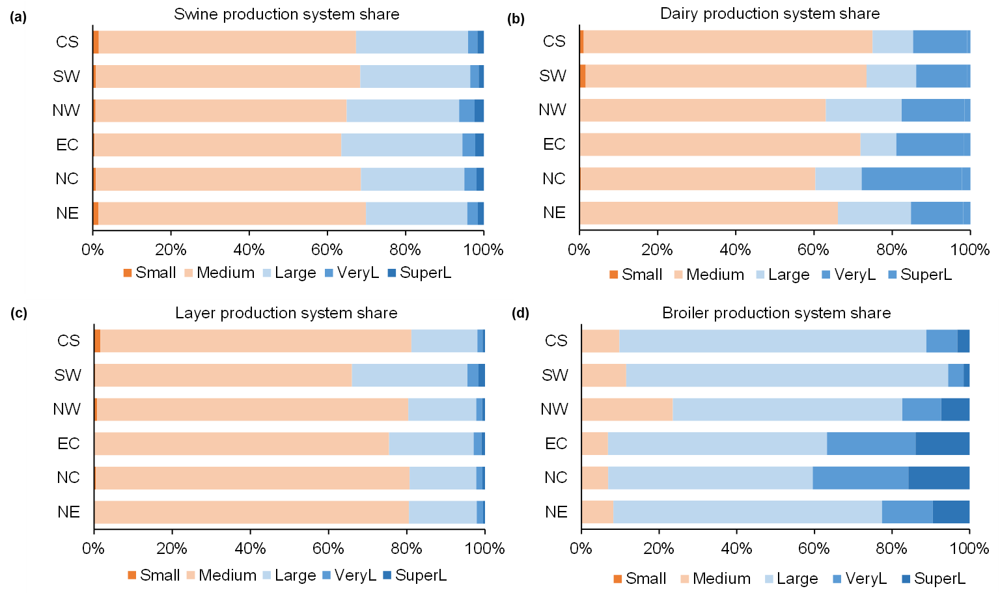 (a)
Swine production system share
CS
SW
NW
EC
NC
NE
0% 20% 40% 60% 80% 100%
Small Medium Large VeryL SuperL
(b)
Dairy production system share
CS
SW
NW
EC
NC
NE
0% 20% 40% 60% 80% 100%
Small Medium Large VeryL SuperL
(c)
Layer production system share
CS
SW
NW
EC
NC
NE
0% 20% 40% 60% 80% 100%
Small Medium Large VeryL SuperL
(d)
Broiler production system share
CS
SW
NW
EC
NC
NE
0% 20% 40% 60% 80% 100%
Small Medium Large VeryL SuperL